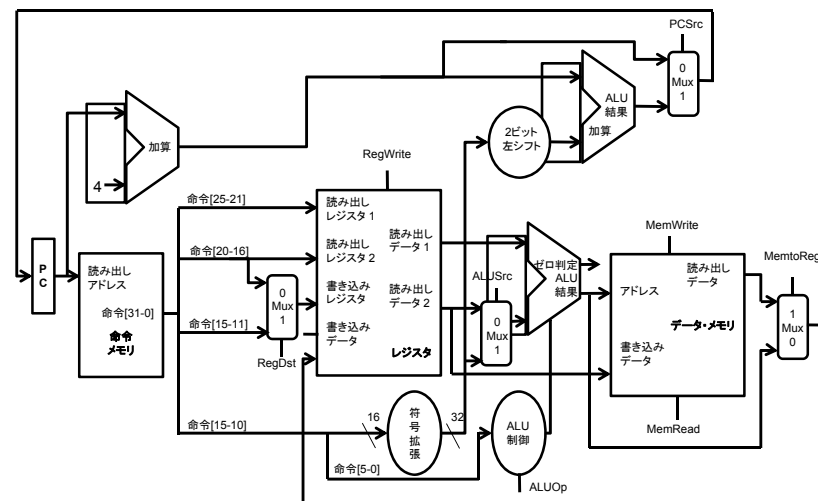 PCSrc
0
Mux
1
ALU
結果
加算
2ビット
左シフト
加算
4
RegWrite
命令[25-21]
読み出し
レジスタ 1
読み出し
データ 1
命令[20-16]
読み出し
レジスタ 2
読み出し
データ 2
書き込み
レジスタ
書き込み
データ
レジスタ
0
Mux
1
RegDst
命令[15-11]
PC
読み出し
アドレス
命令[31-0]
命令
メモリ
ALUSrc
0
Mux
1
ゼロ判定
ALU
結果
MemWrite
読み出し
データ
アドレス
データ・メモリ
書き込み
データ
MemRead
MemtoReg
1
Mux
0
命令[15-10]
16
符号拡張
32
ALU
制御
命令[5-0]
ALUOp